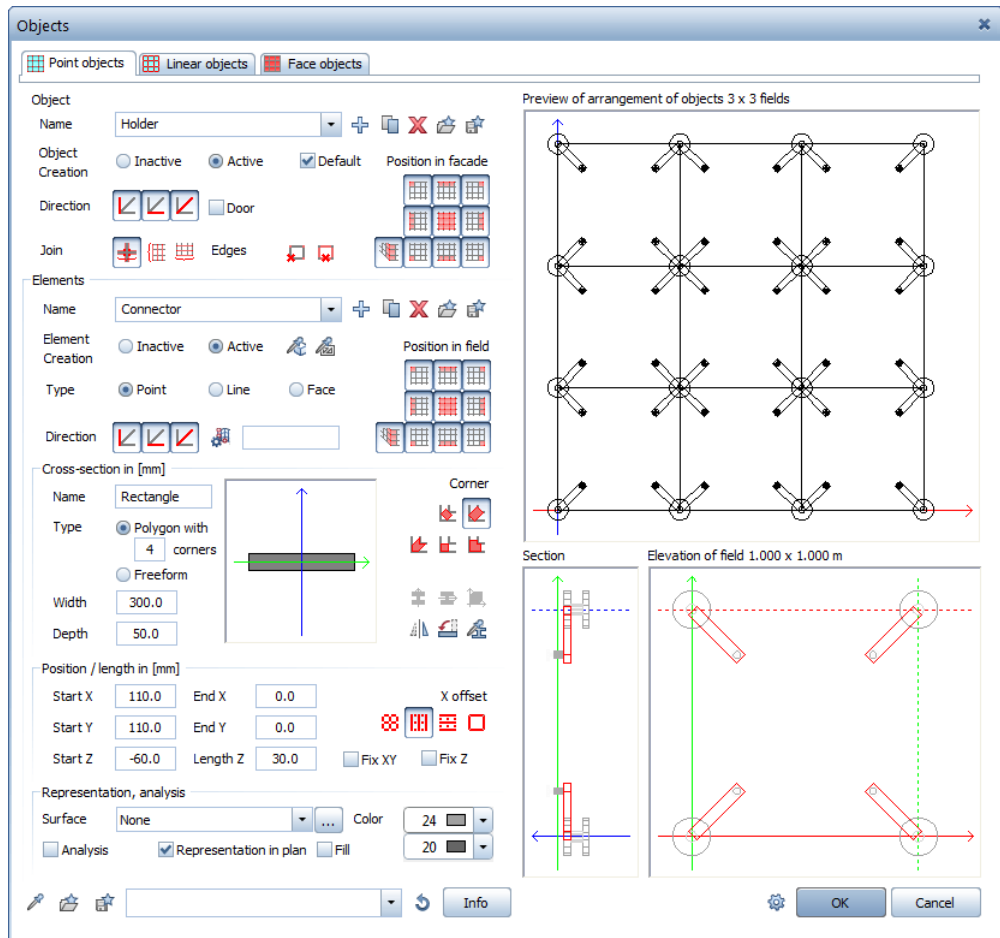 Objects
Point objects
Linear objects
Face objects
Object
Name
Holder
Object
Creation
Inactive
Active
Default
Position in facade
Direction
Door
Join
Edges
Elements
Name
Connector
Element
Creation
Inactive
Active
Position in field
Type
Point
Line
Face
Direction
Cross-section in [mm]
Name
Rectangle
Corner
Type
Polygon with
4
corners
Freeform
Width
300.0
Depth
50.0
Position / length in [mm]
Start X
110.0
End X
0.0
X offset
Start Y
110.0
End Y
0.0
Start Z
-60.0
Length Z
30.0
Fix XY
Fix Z
Representation, analysis
Surface
None
...
Color
24
20
Analysis
Representation in plan
Fill
Info
Preview of arrangement of objects 3 x 3 fields
Section
Elevation of field 1.000 x 1.000 m
OK
Cancel